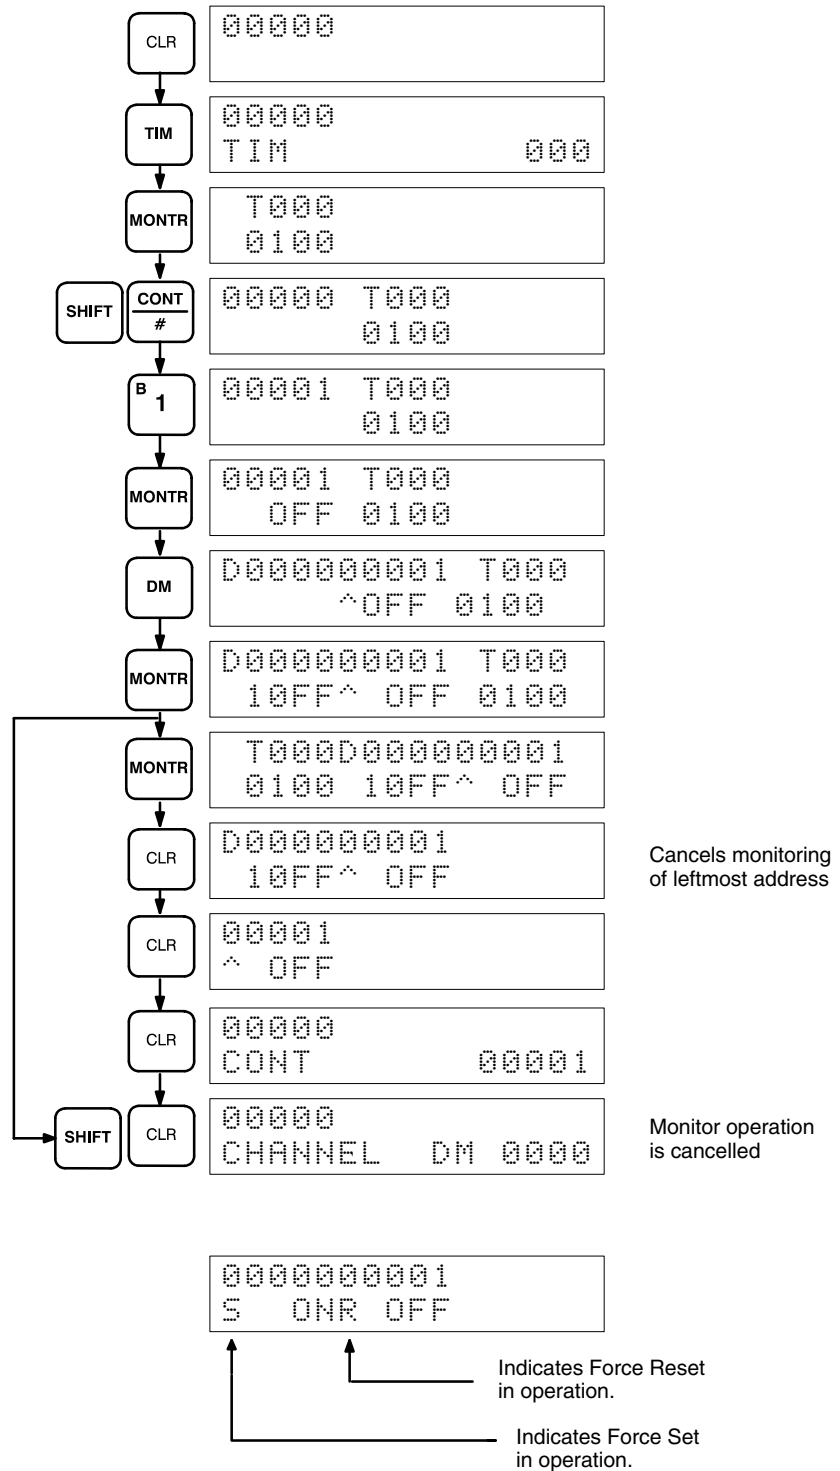 CLR
00000
TIM
00000
TIM 000
MONTR
T000
0100
SHIFT CONT
#
00000 T000
0100
B 1
00001 T000
0100
MONTR
00001 T000
OFF 0100
DM
D000000001 T000
^OFF 0100
MONTR
D000000001 T000
10FF^ OFF 0100
MONTR
T000D000000001
0100 10FF^ OFF
CLR
D000000001
10FF^ OFF
Cancels monitoring
of leftmost address
CLR
00001
^ OFF
CLR
00000
CONT 00001
SHIFT CLR
00000
CHANNEL DM 0000
Monitor operation
is cancelled
0000000001
S ONR OFF
Indicates Force Reset
in operation.
Indicates Force Set
in operation.